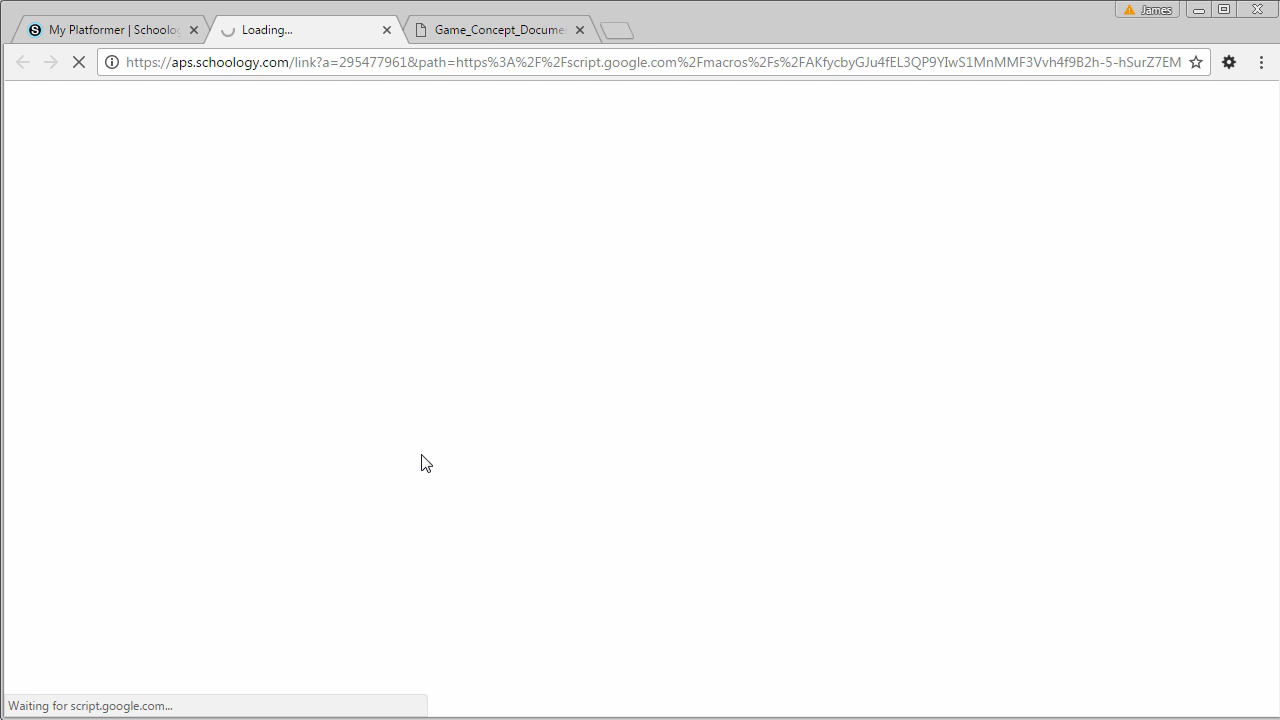 James
My Platformer | Schoolog
Loading...
Game_Concept_Docume
https://aps.schoology.com/link?a=295477961&path=https%3A%2F%2Fscript.google.com%2Fmacros%2Fs%2FAKfycbyGJu4fEL3QP9YIwS1MnMMF3Vvh4f9B2h-5-hSurZ7EM
Waiting for script.google.com...